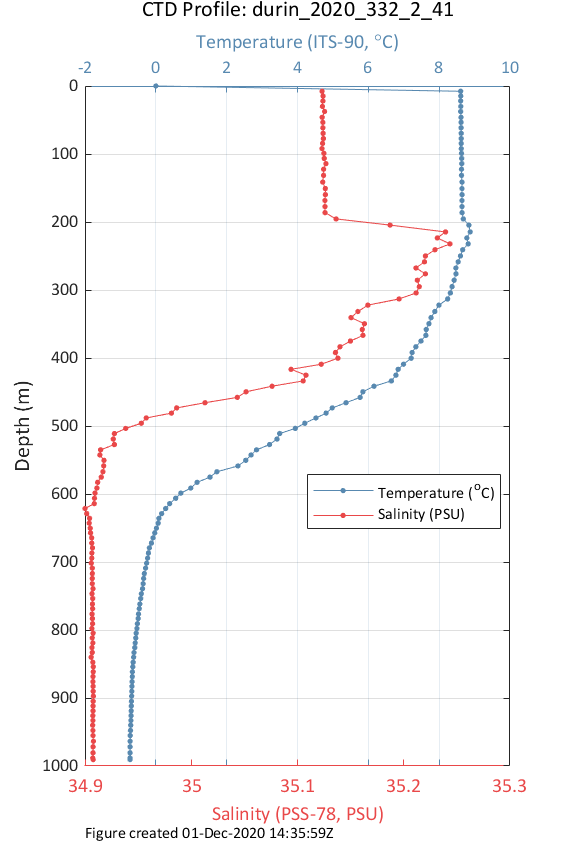 CTD Profile: durin_2020_332_2_41
Temperature (ITS-90, °C)
-2 0 2 4 6 8 10
0
100
200
300
400
500
600
700
800
900
1000
Depth (m)
Temperature (°C)
Salinity (PSU)
34.9 35 35.1 35.2 35.3
Salinity (PSS-78, PSU)
Figure created 01-Dec-2020 14:35:59Z